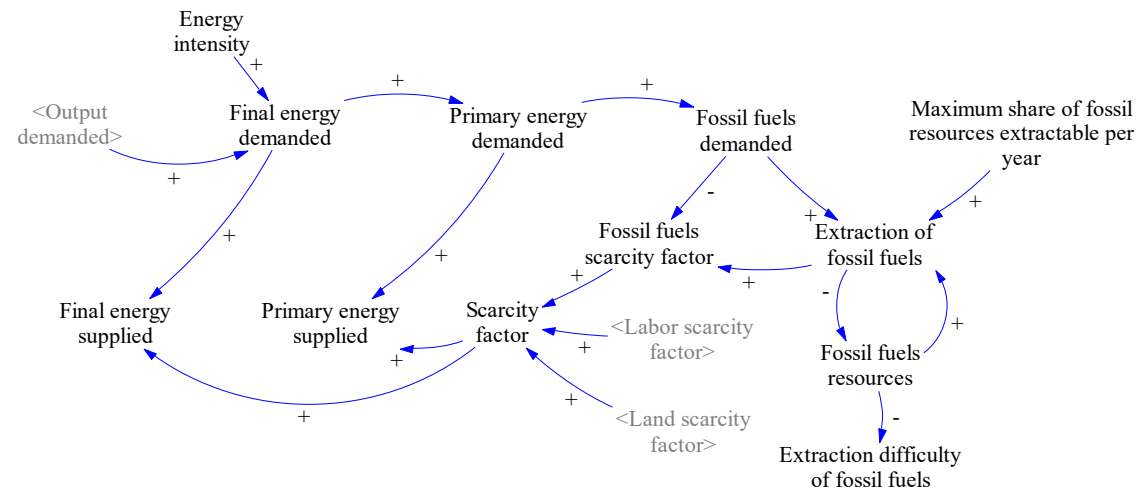 Energy
intensity
+
<Output
demanded>
+
Final energy
demanded
+
Primary energy
demanded
+
Fossil fuels
demanded
Maximum share of fossil
resources extractable per
year
-
+
+
+
+
Fossil fuels
scarcity factor
Extraction of
fossil fuels
+
+
-
+
Final energy
supplied
Primary energy
supplied
Scarcity
factor
<Labor scarcity
factor>
+
+
+
+
<Land scarcity
factor>
Fossil fuels
resources
-
Extraction difficulty
of fossil fuels